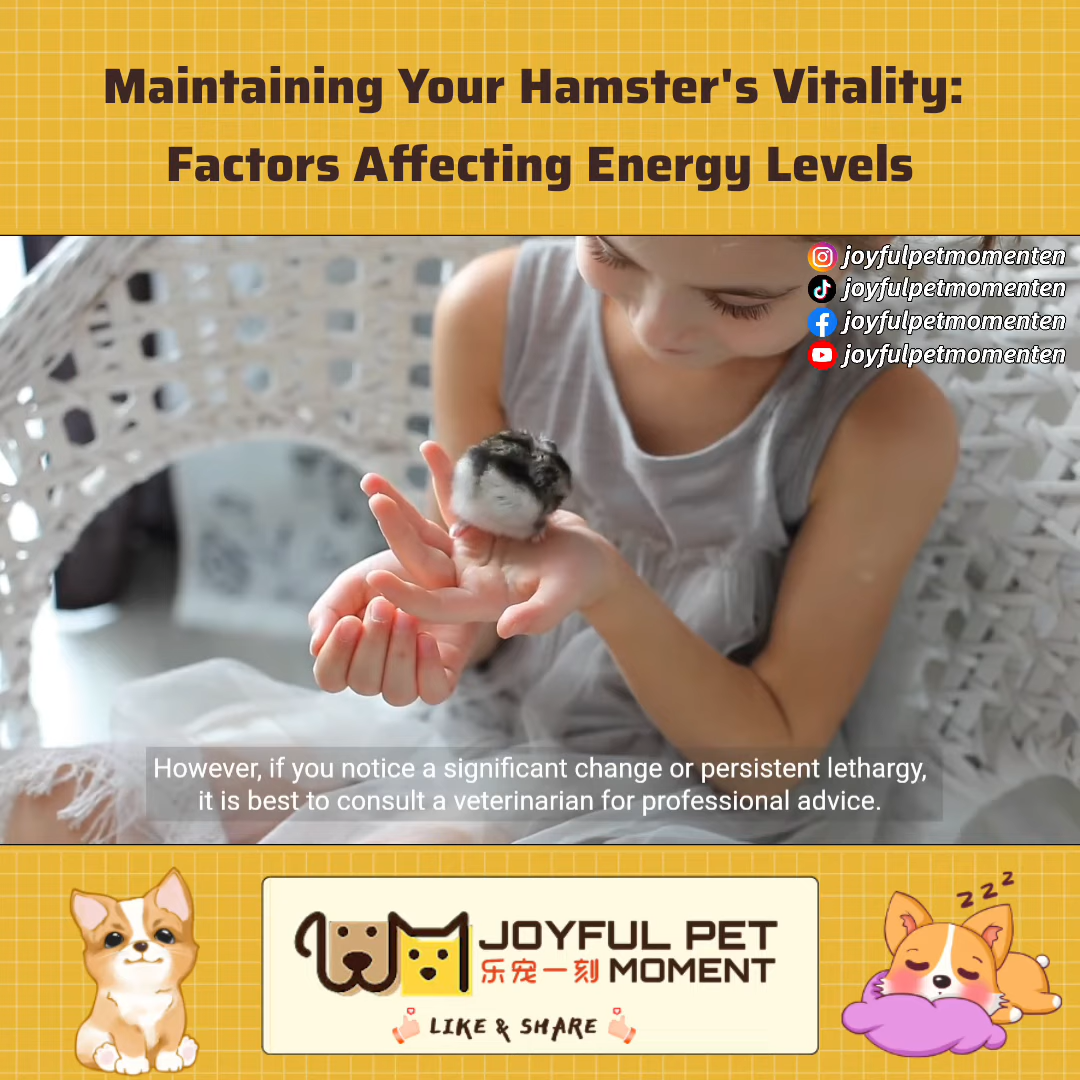 Maintaining Your Hamster's Vitality:
Factors Affecting Energy Levels
joyfulpetmomenten
joyfulpetmomenten
joyfulpetmomenten
joyfulpetmomenten
However, if you notice a significant change or persistent lethargy,
it is best to consult a veterinarian for professional advice.
JOYFUL PET
乐宠一刻 MOMENT
LIKE & SHARE
z z z